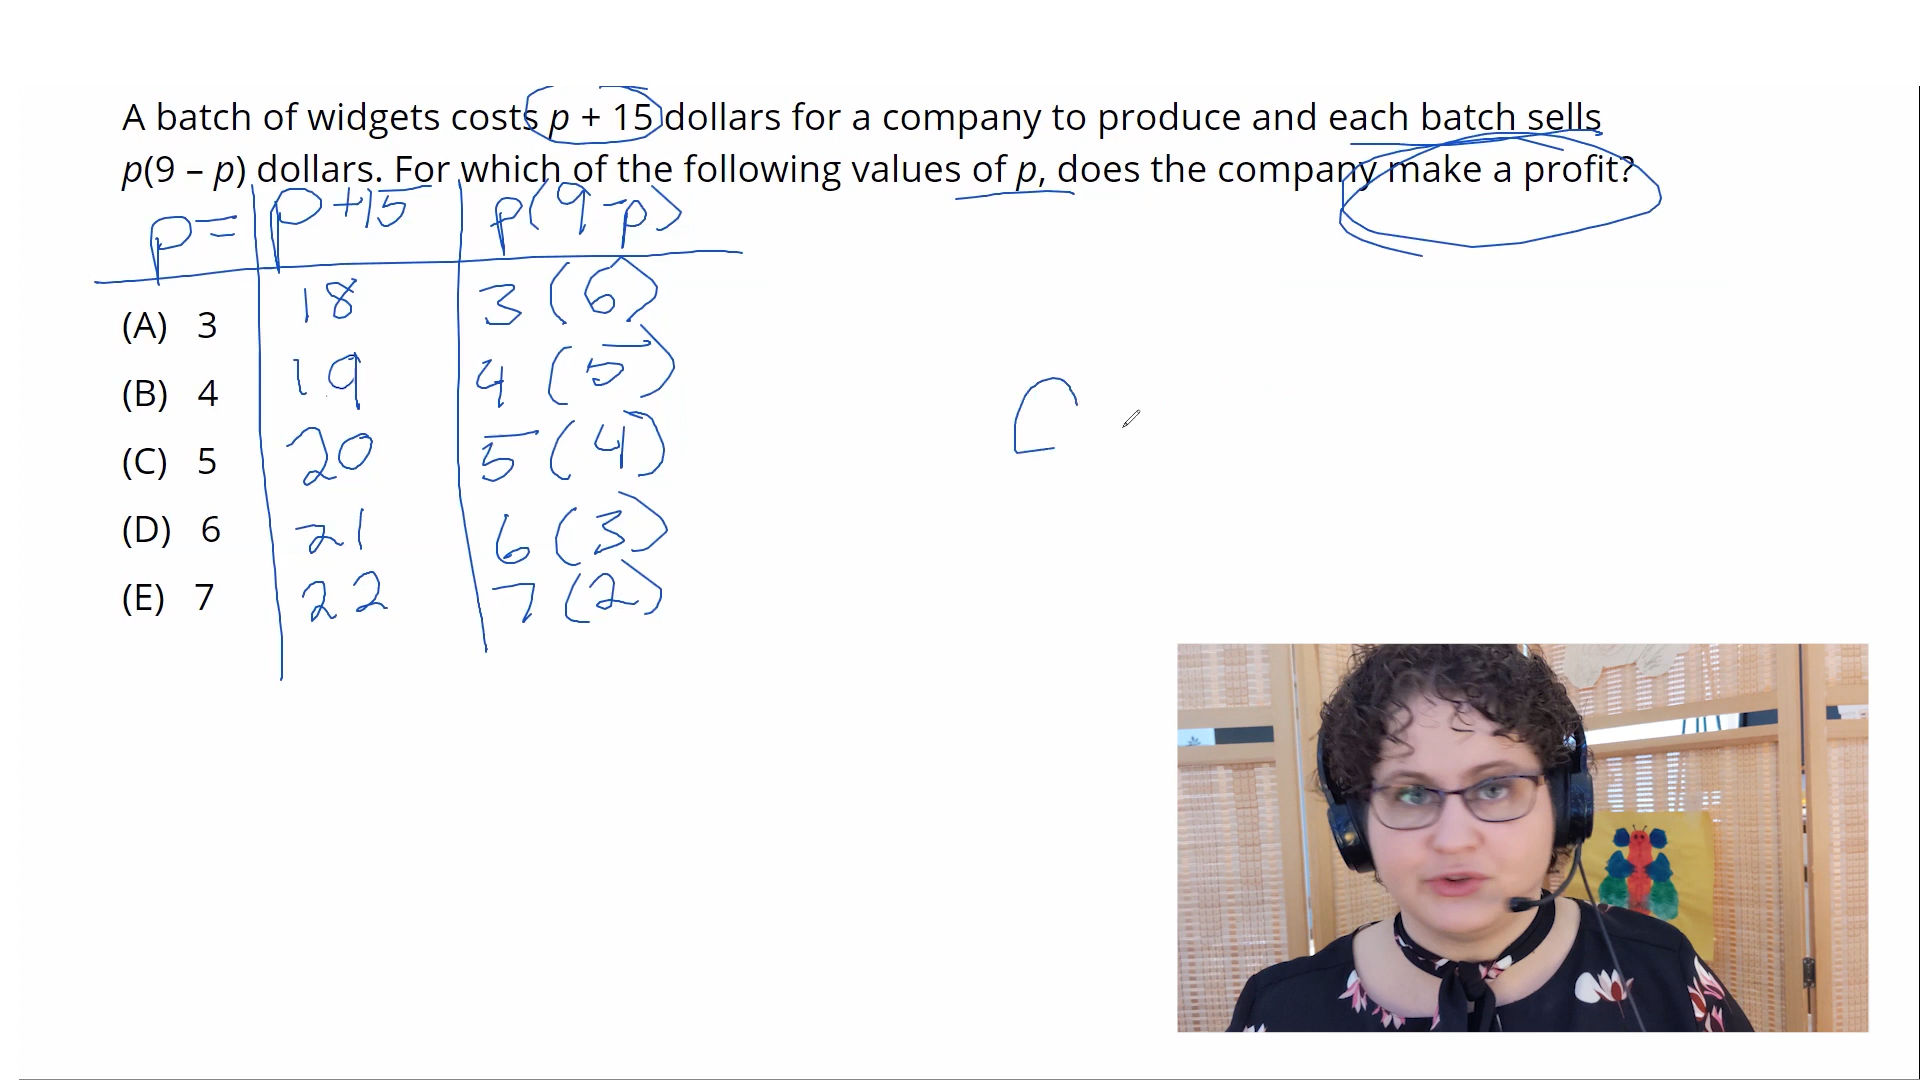 A batch of widgets costs p + 15 dollars for a company to produce and each batch sells
p(9 – p) dollars. For which of the following values of p, does the company make a profit?
p= p+15 p(9-p)
(A) 3 18 3(6)
(B) 4 19 4(5)
(C) 5 20 5(4)
(D) 6 21 6(3)
(E) 7 22 7(2)